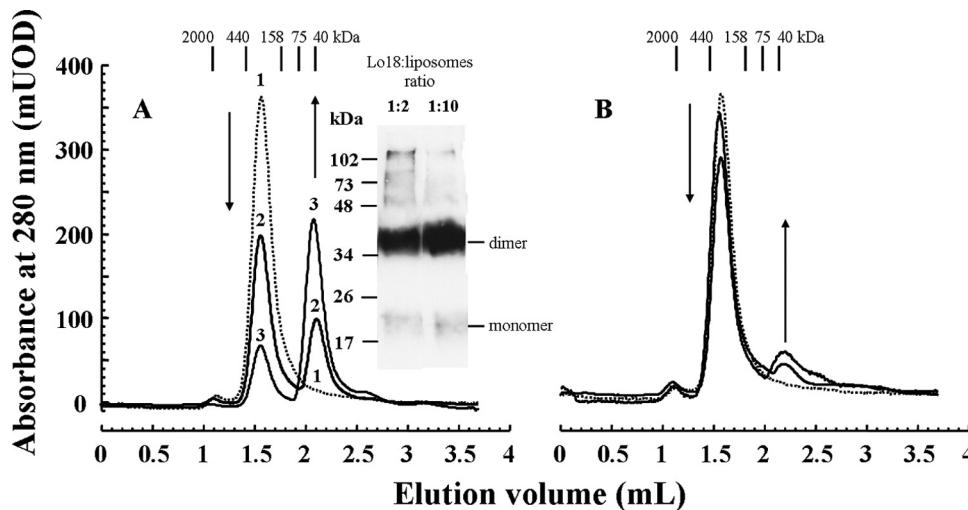 2000 440 158 75 40 kDa
2000 440 158 75 40 kDa
Absorbance at 280 nm (mUOD)
400
300
200
100
0
A
1
2
3
3
2
1
Lo18:liposomes
ratio
1:2 1:10
kDa
102
73
48
34
26
17
dimer
monomer
B
0 0.5 1 1.5 2 2.5 3 3.5 4
0 0.5 1 1.5 2 2.5 3 3.5 4
Elution volume (mL)